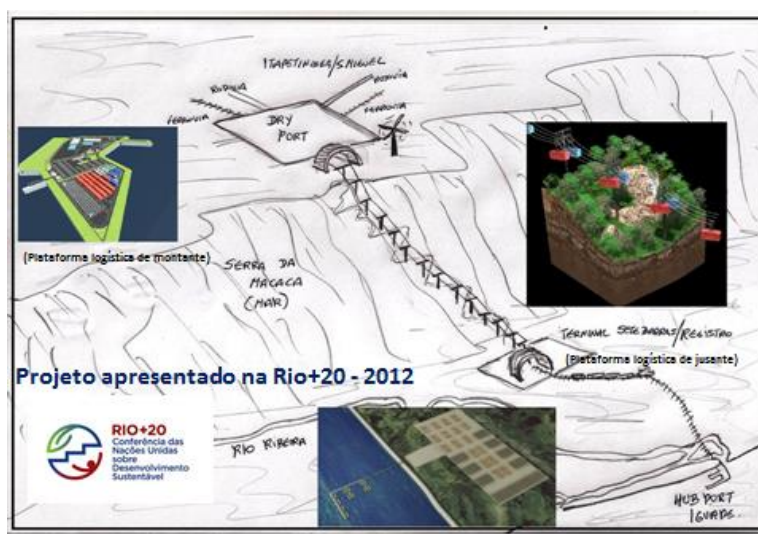 ITAPETININGA/S.MIGUEL
RODOVIA
RODOVIA
FERROVIA
FERROVIA
DRY
PORT
(Plataforma logística de montante)
SERRA DA
MACACA
(MAR)
TERMINAL SETE BARRAS/REGISTRO
(Plataforma logística de jusante)
Projeto apresentado na Rio+20 - 2012
RIO+20
Conferência das
Nações Unidas
sobre
Desenvolvimento
Sustentável
RIO RIBEIRA
HUB PORT
IGUAPE.